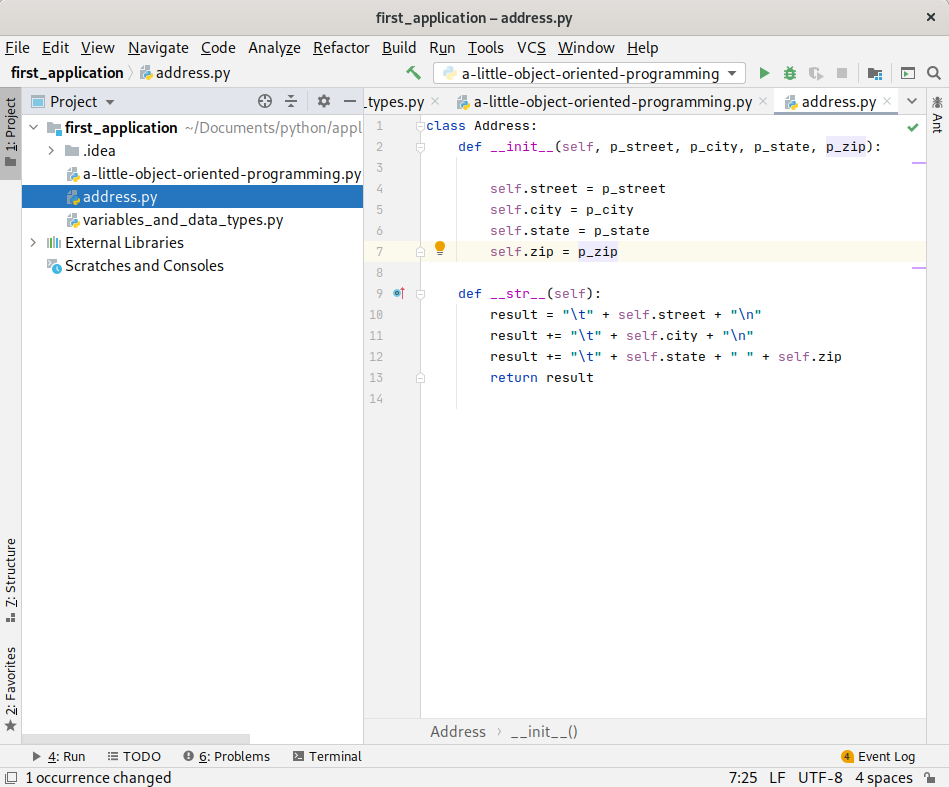 first_application – address.py
File Edit View Navigate Code Analyze Refactor Build Run Tools VCS Window Help
first_application address.py a-little-object-oriented-programming
1: Project
Project
_types.py a-little-object-oriented-programming.py address.py
Ant
first_application ~/Documents/python/appl
.idea
a-little-object-oriented-programming.py
address.py
variables_and_data_types.py
External Libraries
Scratches and Consoles
1 class Address:
2 def __init__(self, p_street, p_city, p_state, p_zip):
3
4 self.street = p_street
5 self.city = p_city
6 self.state = p_state
7 self.zip = p_zip
8
9 def __str__(self):
10 result = "\t" + self.street + "\n"
11 result += "\t" + self.city + "\n"
12 result += "\t" + self.state + " " + self.zip
13 return result
14
7: Structure
2: Favorites
Address __init__()
4: Run TODO 6: Problems Terminal 4 Event Log
1 occurrence changed 7:25 LF UTF-8 4 spaces